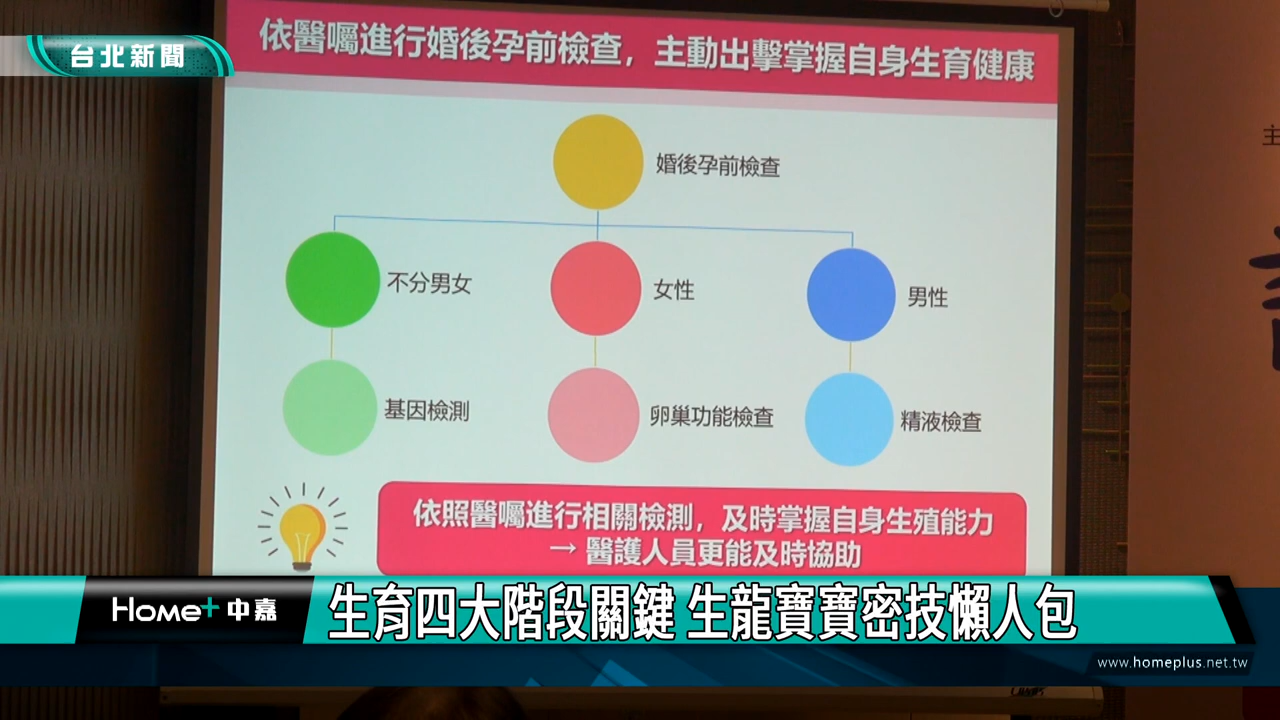 台北新聞
依醫囑進行婚後孕前檢查，主動出擊掌握自身生育健康
婚後孕前檢查
不分男女
女性
男性
基因檢測
卵巢功能檢查
精液檢查
依照醫囑進行相關檢測，及時掌握自身生殖能力
→ 醫護人員更能及時協助
主
Home+ 中嘉
生育四大階段關鍵 生龍寶寶密技懶人包
www.homeplus.net.tw